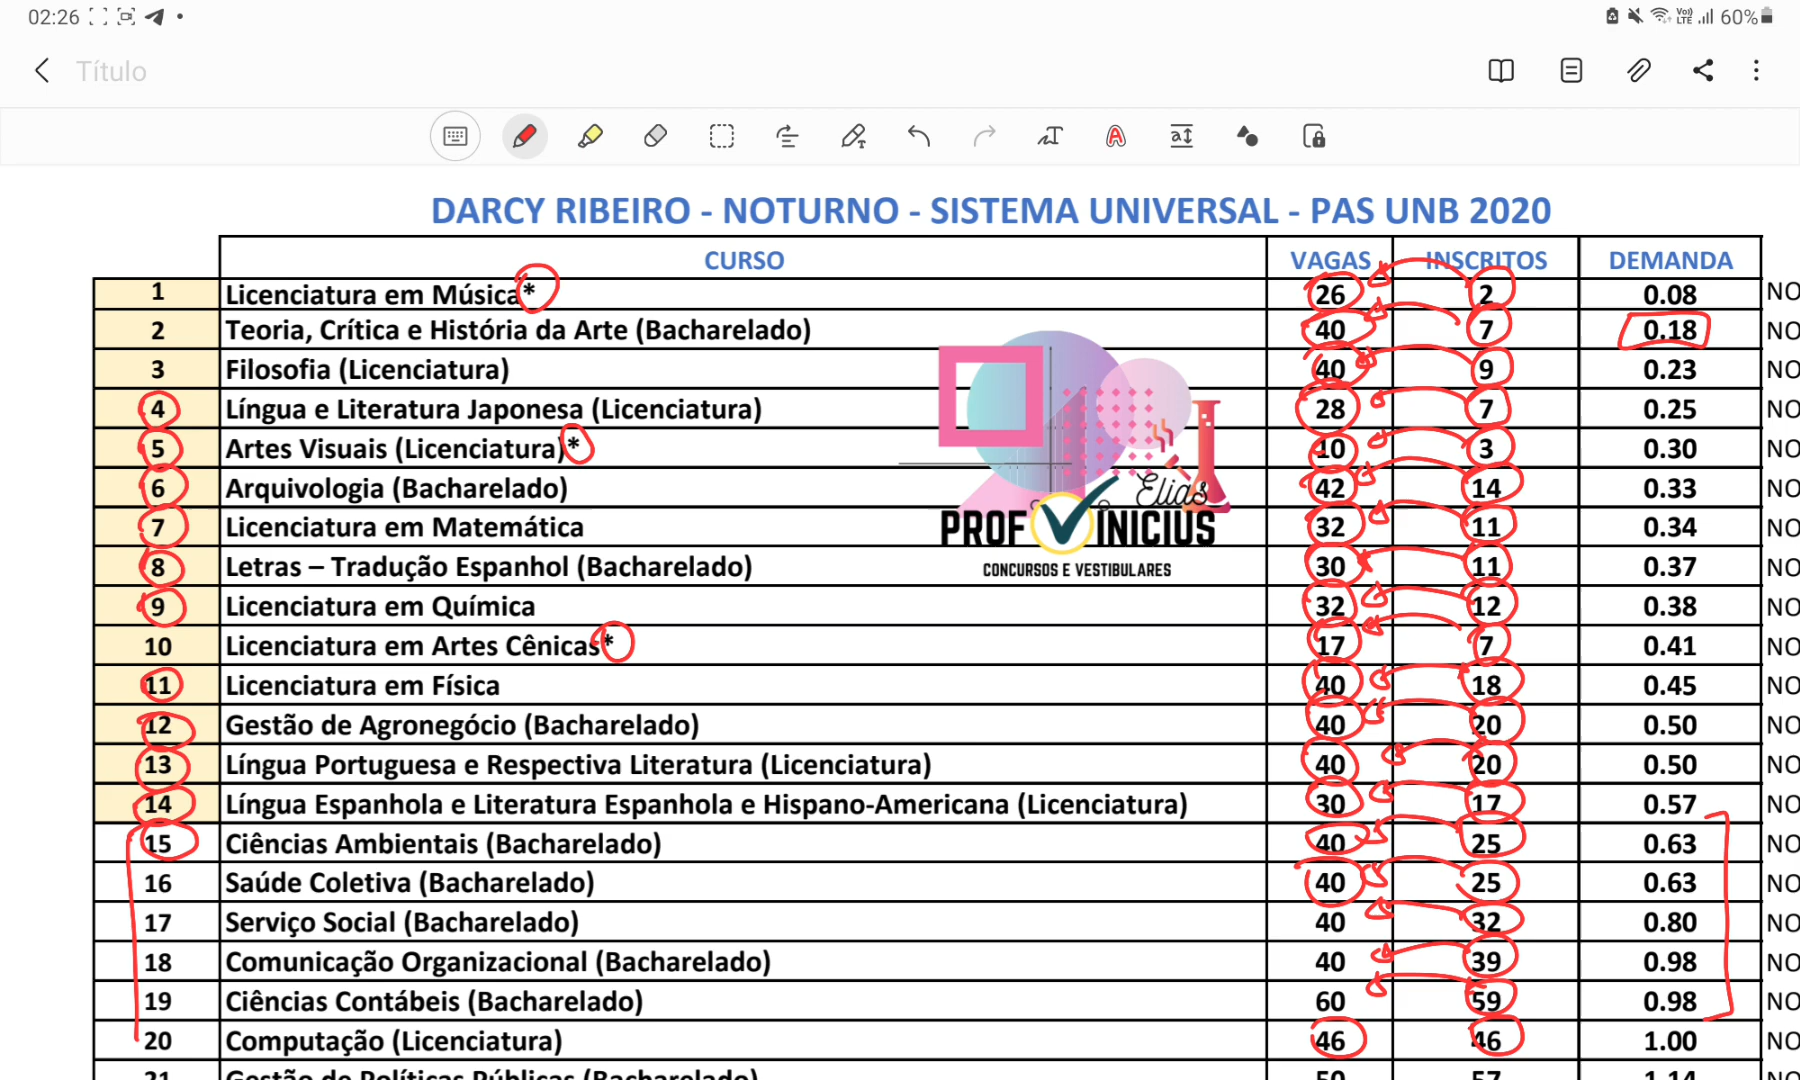 02:26 60%
Título
DARCY RIBEIRO - NOTURNO - SISTEMA UNIVERSAL - PAS UNB 2020
CURSO VAGAS INSCRITOS DEMANDA
1 Licenciatura em Música* 26 2 0.08 NO
2 Teoria, Crítica e História da Arte (Bacharelado) 40 7 0.18 NO
3 Filosofia (Licenciatura) 40 9 0.23 NO
4 Língua e Literatura Japonesa (Licenciatura) 28 7 0.25 NO
5 Artes Visuais (Licenciatura)* 10 3 0.30 NO
6 Arquivologia (Bacharelado) 42 14 0.33 NO
Elias
7 Licenciatura em Matemática 32 11 0.34 NO
PROF VINICIUS
8 Letras – Tradução Espanhol (Bacharelado) 30 11 0.37 NO
CONCURSOS E VESTIBULARES
9 Licenciatura em Química 32 12 0.38 NO
10 Licenciatura em Artes Cênicas* 17 7 0.41 NO
11 Licenciatura em Física 40 18 0.45 NO
12 Gestão de Agronegócio (Bacharelado) 40 20 0.50 NO
13 Língua Portuguesa e Respectiva Literatura (Licenciatura) 40 20 0.50 NO
14 Língua Espanhola e Literatura Espanhola e Hispano-Americana (Licenciatura) 30 17 0.57 NO
15 Ciências Ambientais (Bacharelado) 40 25 0.63 NO
16 Saúde Coletiva (Bacharelado) 40 25 0.63 NO
17 Serviço Social (Bacharelado) 40 32 0.80 NO
18 Comunicação Organizacional (Bacharelado) 40 39 0.98 NO
19 Ciências Contábeis (Bacharelado) 60 59 0.98 NO
20 Computação (Licenciatura) 46 46 1.00 NO
21 Gestão de Políticas Públicas (Bacharelado) 50 57 1.14 NO